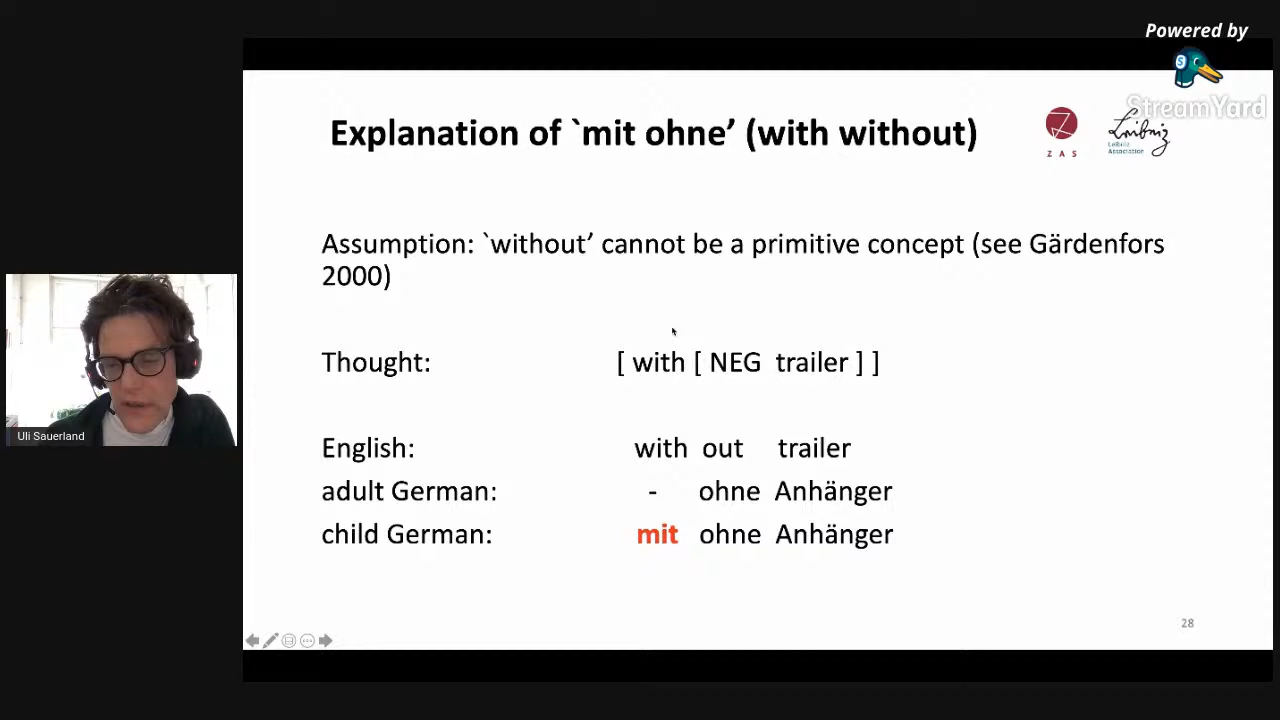 Powered by
StreamYard
Explanation of `mit ohne’ (with without)
Z A S
Leibniz
Leibniz
Association
Assumption: `without’ cannot be a primitive concept (see Gärdenfors
2000)
Thought: [ with [ NEG trailer ] ]
English: with out trailer
adult German: - ohne Anhänger
child German: mit ohne Anhänger
Uli Sauerland
28